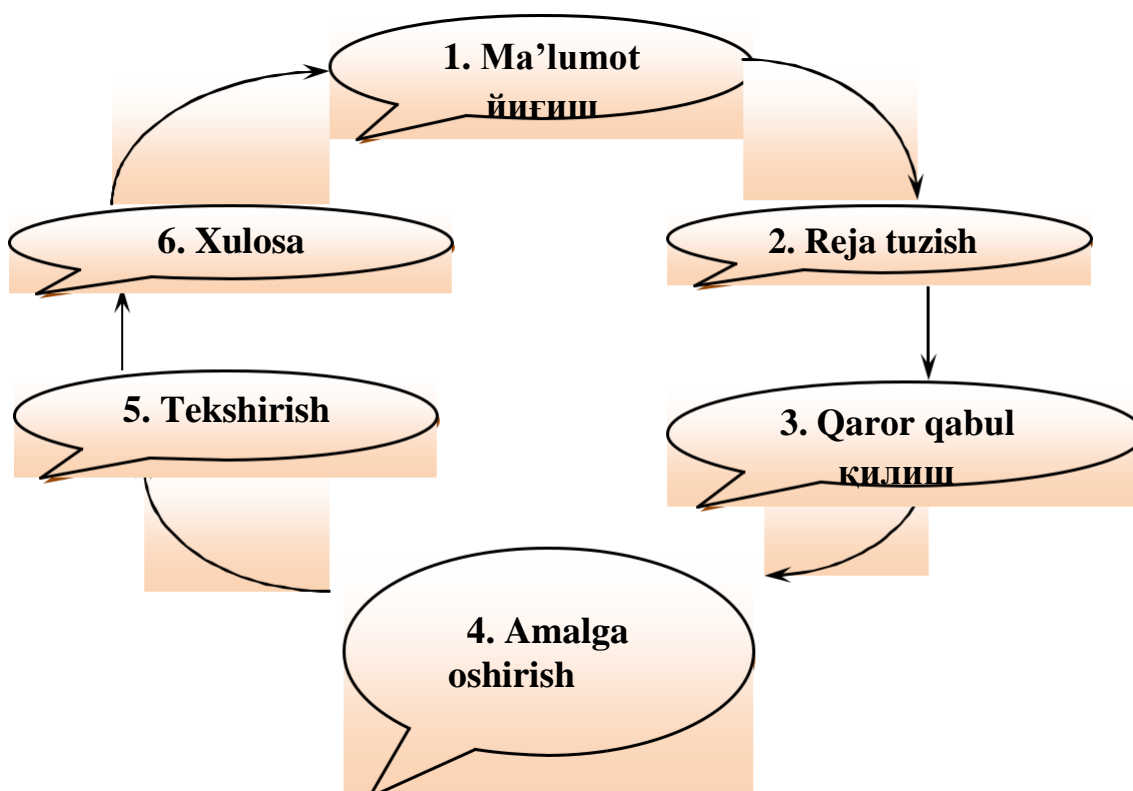 1. Ma’lumot
йиғиш
2. Reja tuzish
3. Qaror qabul
қилиш
4. Amalga
oshirish
5. Tekshirish
6. Xulosa